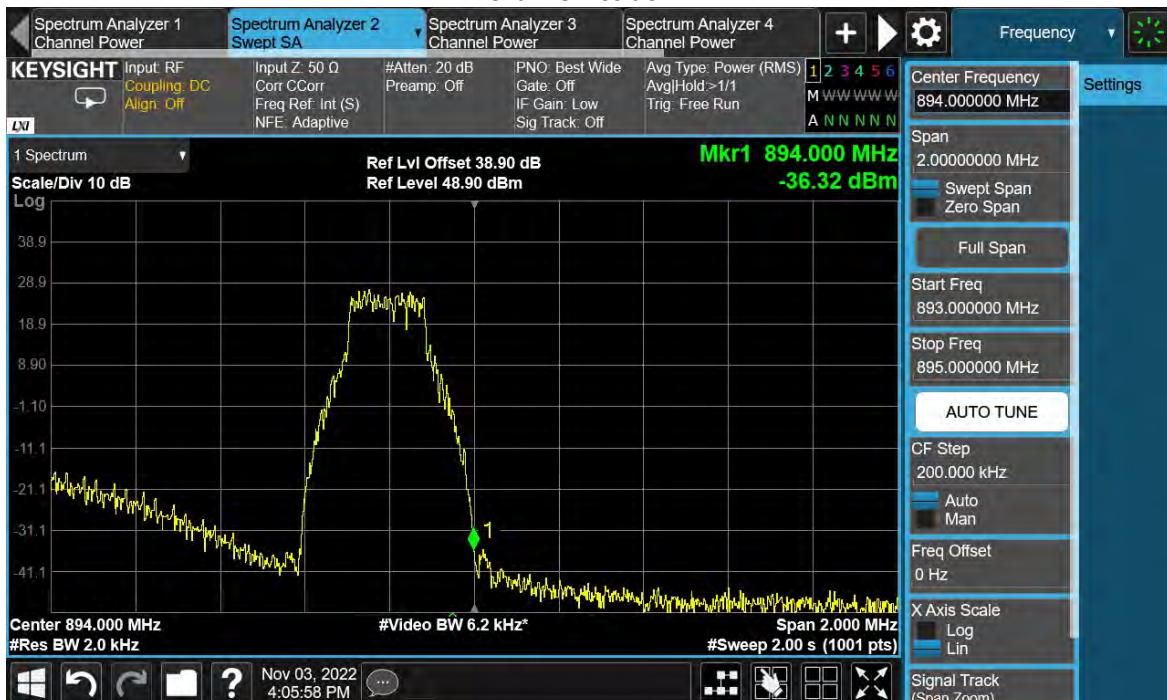 Spectrum Analyzer 1
Channel Power
Spectrum Analyzer 2
Swept SA
Spectrum Analyzer 3
Channel Power
Spectrum Analyzer 4
Channel Power
+
Frequency
KEYSIGHT
LXI
Input: RF
Coupling: DC
Align: Off
Input Z: 50 Ω
Corr CCorr
Freq Ref: Int (S)
NFE: Adaptive
#Atten: 20 dB
Preamp: Off
PNO: Best Wide
Gate: Off
IF Gain: Low
Sig Track: Off
Avg Type: Power (RMS)
Avg|Hold:>1/1
Trig: Free Run
1 2 3 4 5 6
M W W W W W W
A N N N N N N
1 Spectrum
Scale/Div 10 dB
Log
Ref Lvl Offset 38.90 dB
Ref Level 48.90 dBm
Mkr1 894.000 MHz
-36.32 dBm
38.9
28.9
18.9
8.90
-1.10
-11.1
-21.1
-31.1
-41.1
1
Center 894.000 MHz
#Res BW 2.0 kHz
#Video BW 6.2 kHz*
Span 2.000 MHz
#Sweep 2.00 s (1001 pts)
Center Frequency
894.000000 MHz
Settings
Span
2.00000000 MHz
Swept Span
Zero Span
Full Span
Start Freq
893.000000 MHz
Stop Freq
895.000000 MHz
AUTO TUNE
CF Step
200.000 kHz
Auto
Man
Freq Offset
0 Hz
X Axis Scale
Log
Lin
Signal Track
(Span Zoom)
?
Nov 03, 2022
4:05:58 PM